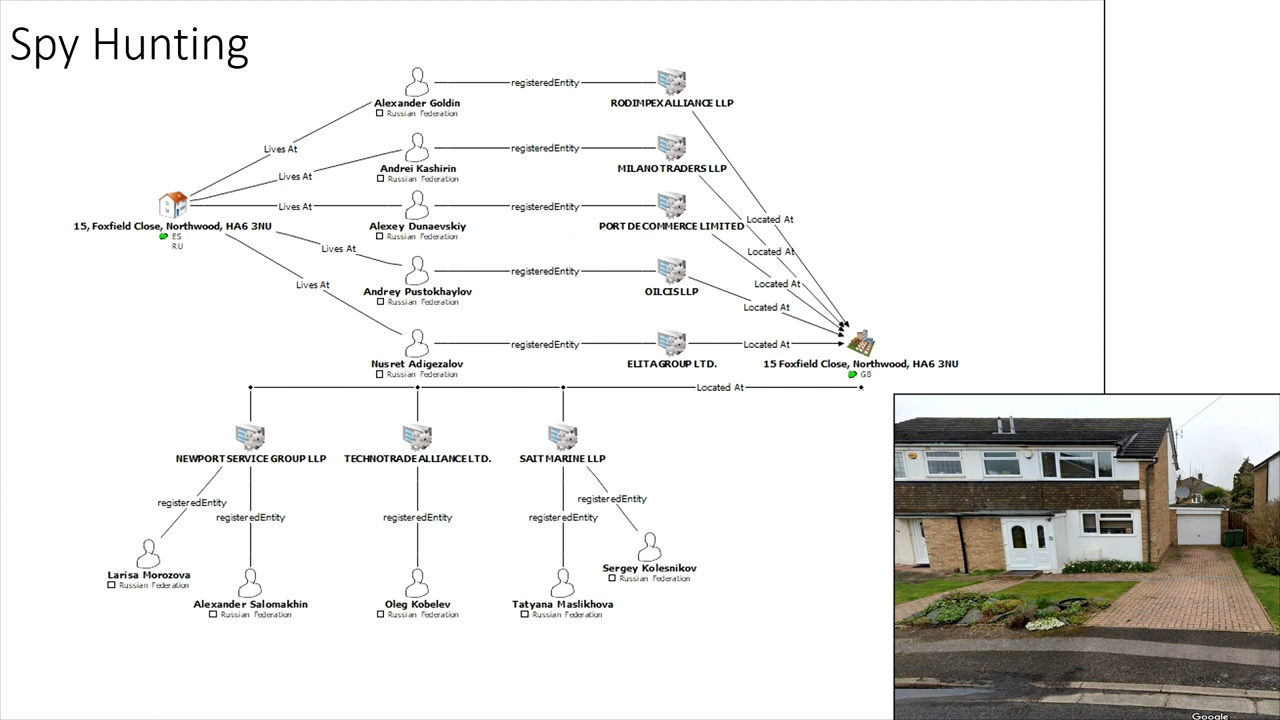 Spy Hunting
Alexander Goldin
Russian Federation
registeredEntity
RODIMPEX ALLIANCE LLP
Lives At
Andrei Kashirin
Russian Federation
registeredEntity
MILANO TRADERS LLP
Lives At
15, Foxfield Close, Northwood, HA6 3NU
ES
RU
Lives At
Alexey Dunaevskiy
Russian Federation
registeredEntity
PORT DE COMMERCE LIMITED
Located At
Lives At
Located At
Andrey Pustokhaylov
Russian Federation
registeredEntity
OILCIS LLP
Located At
Lives At
Located At
Nusret Adigezalov
Russian Federation
registeredEntity
ELITA GROUP LTD.
Located At
15 Foxfield Close, Northwood, HA6 3NU
GB
Located At
NEWPORT SERVICE GROUP LLP
TECHNOTRADE ALLIANCE LTD.
SAIT MARINE LLP
registeredEntity
registeredEntity
registeredEntity
registeredEntity
registeredEntity
Larisa Morozova
Russian Federation
Alexander Salomakhin
Russian Federation
Oleg Kobelev
Russian Federation
Tatyana Maslikhova
Russian Federation
Sergey Kolesnikov
Russian Federation
Google